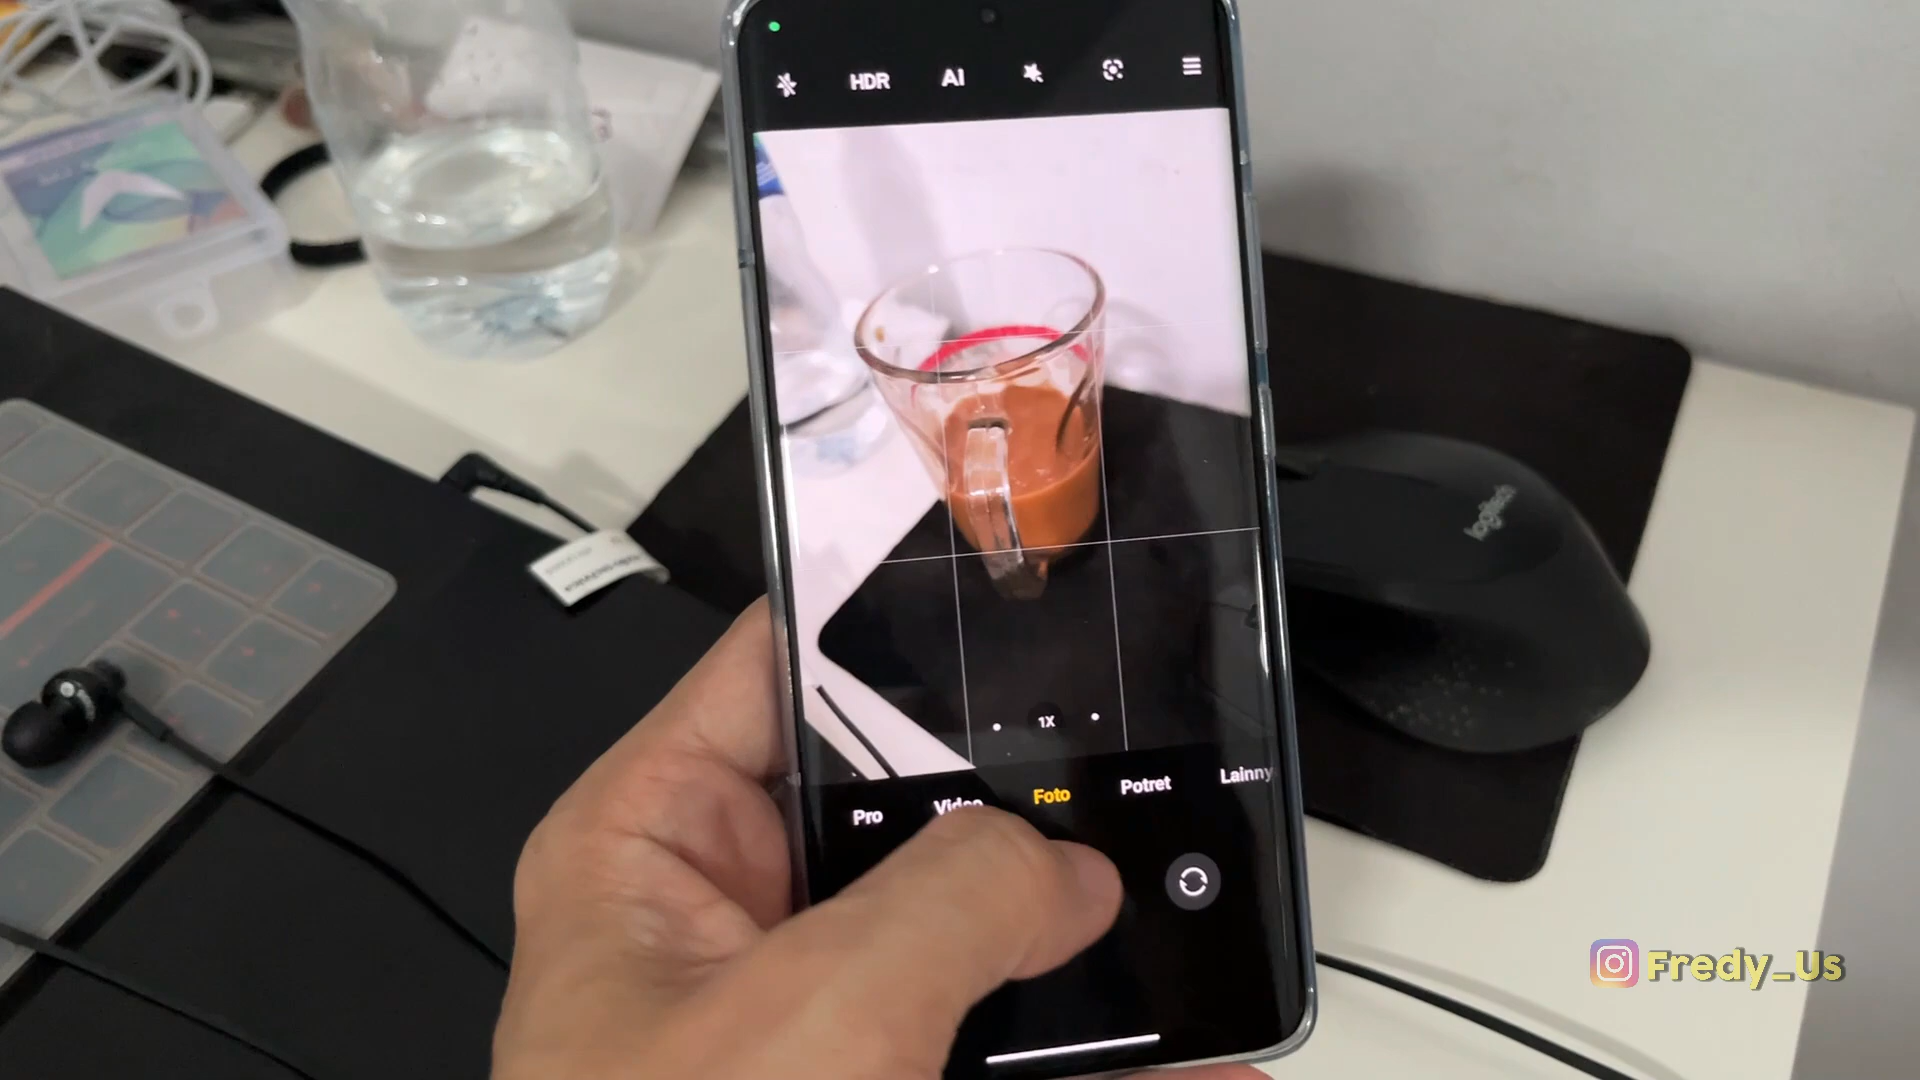 HDR
AI
logitech
1X
Pro
Video
Foto
Potret
Lainny
Fredy_Us